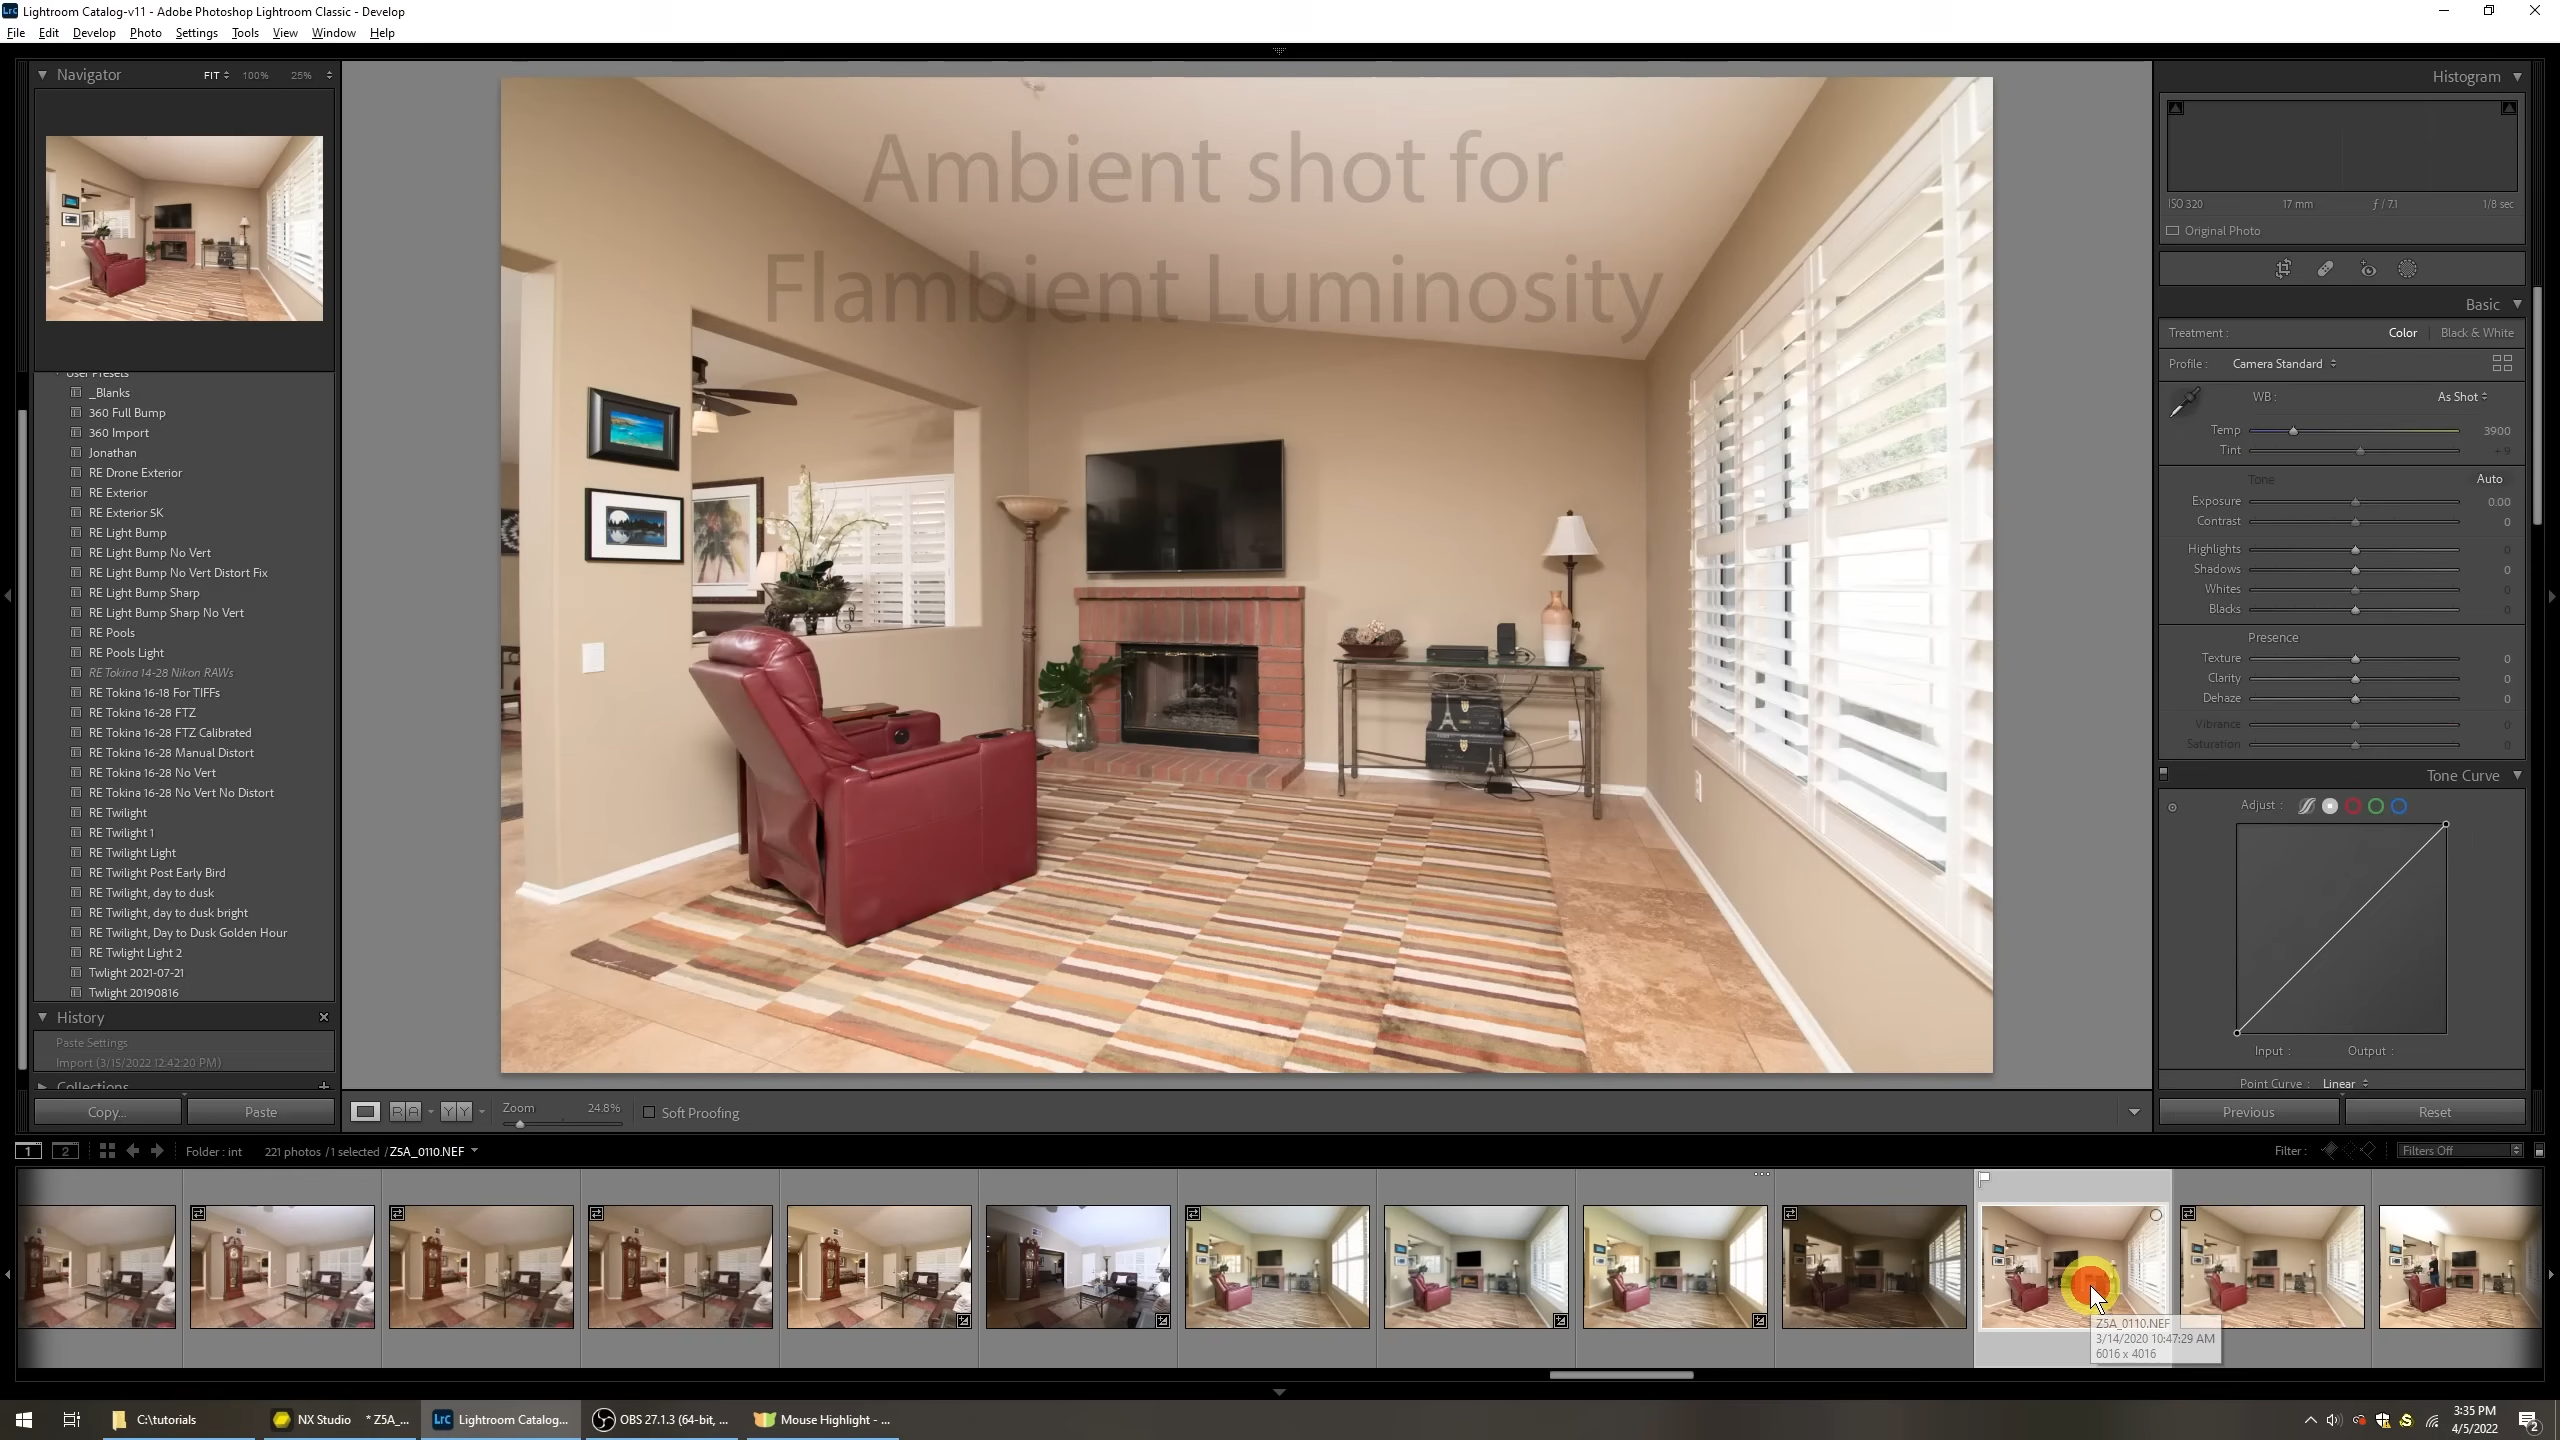 Lightroom Catalog-v11 - Adobe Photoshop Lightroom Classic - Develop
File Edit Develop Photo Settings Tools View Window Help
Navigator FIT 100% 25%
User Presets
_Blanks
360 Full Bump
360 Import
Jonathan
RE Drone Exterior
RE Exterior
RE Exterior 5K
RE Light Bump
RE Light Bump No Vert
RE Light Bump No Vert Distort Fix
RE Light Bump Sharp
RE Light Bump Sharp No Vert
RE Pools
RE Pools Light
RE Tokina 14-28 Nikon RAWs
RE Tokina 16-18 For TIFFs
RE Tokina 16-28 FTZ
RE Tokina 16-28 FTZ Calibrated
RE Tokina 16-28 Manual Distort
RE Tokina 16-28 No Vert
RE Tokina 16-28 No Vert No Distort
RE Twilight
RE Twilight 1
RE Twilight Light
RE Twilight Post Early Bird
RE Twilight, day to dusk
RE Twilight, day to dusk bright
RE Twilight, Day to Dusk Golden Hour
RE Twlight Light 2
Twlight 2021-07-21
Twlight 20190816
History
Paste Settings
Import (3/15/2022 12:42:20 PM)
Collections
Copy... Paste
Ambient shot for
Flambient Luminosity
Histogram
ISO 320 17 mm ƒ / 7.1 1/8 sec
Original Photo
Basic
Treatment : Color Black & White
Profile : Camera Standard
WB : As Shot
Temp 3900
Tint + 9
Tone Auto
Exposure 0.00
Contrast 0
Highlights 0
Shadows 0
Whites 0
Blacks 0
Presence
Texture 0
Clarity 0
Dehaze 0
Vibrance 0
Saturation 0
Tone Curve
Adjust :
Input : Output :
Point Curve : Linear
Previous Reset
R A Y Y Zoom 24.8% Soft Proofing
1 2 Folder : int 221 photos / 1 selected / Z5A_0110.NEF Filter : Filters Off
Z5A_0110.NEF
3/14/2020 10:47:29 AM
6016 x 4016
C:\tutorials NX Studio * Z5A_... LrC Lightroom Catalog... OBS 27.1.3 (64-bit, ... Mouse Highlight - ...
3:35 PM
4/5/2022
2